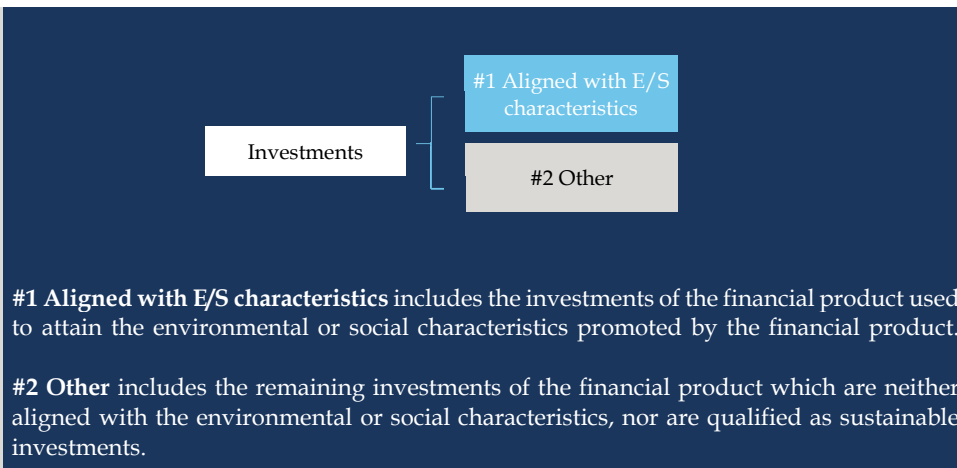 #1 Aligned with E/S
characteristics
Investments
#2 Other
#1 Aligned with E/S characteristics includes the investments of the financial product used
to attain the environmental or social characteristics promoted by the financial product.
#2 Other includes the remaining investments of the financial product which are neither
aligned with the environmental or social characteristics, nor are qualified as sustainable
investments.